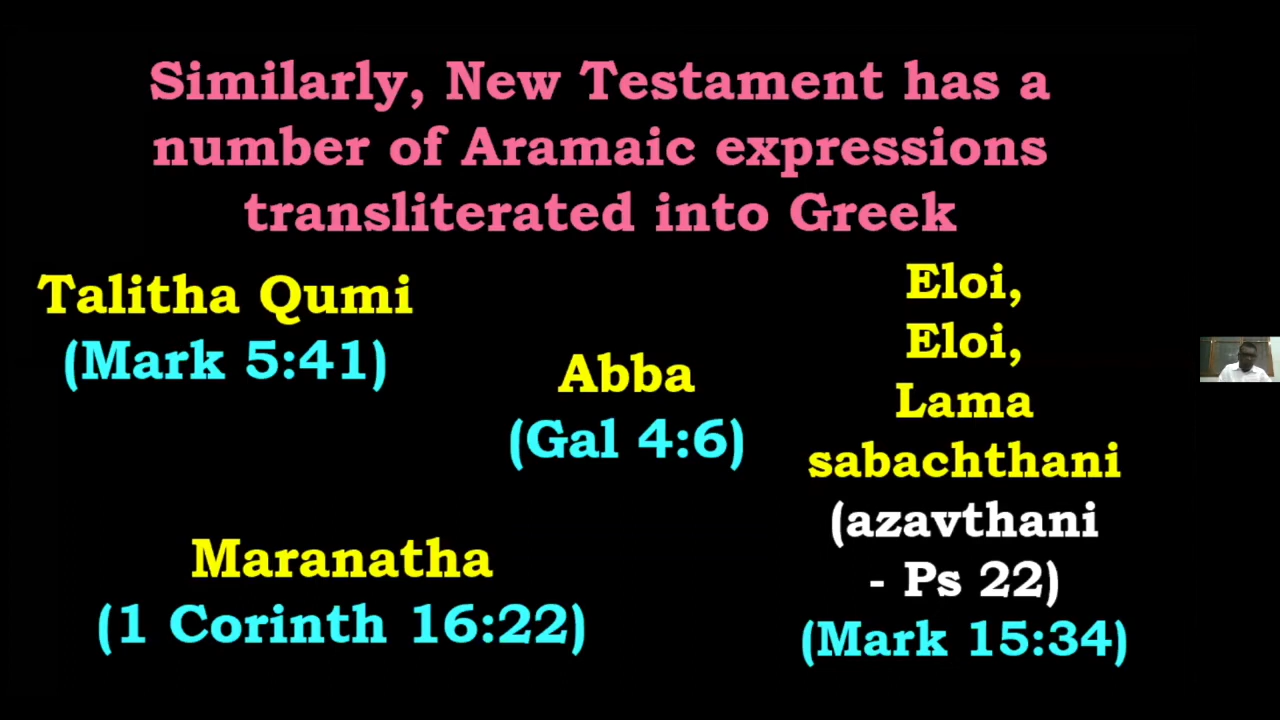 Similarly, New Testament has a
number of Aramaic expressions
transliterated into Greek
Talitha Qumi
(Mark 5:41)
Abba
(Gal 4:6)
Maranatha
(1 Corinth 16:22)
Eloi,
Eloi,
Lama
sabachthani
(azavthani
- Ps 22)
(Mark 15:34)